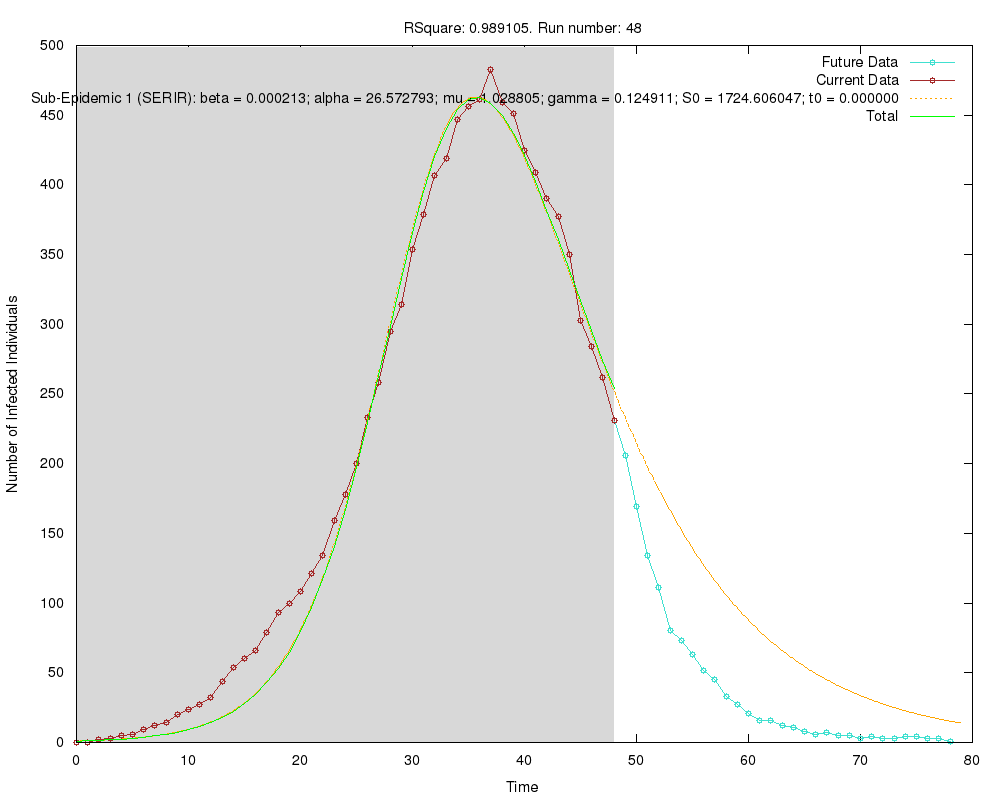 RSquare: 0.989105. Run number: 48
500
450
400
350
300
250
200
150
100
50
0
Number of Infected Individuals
Future Data
Current Data
Sub-Epidemic 1 (SERIR): beta = 0.000213; alpha = 26.572793; mu = 1.028805; gamma = 0.124911; S0 = 1724.606047; t0 = 0.000000
Total
0 10 20 30 40 50 60 70 80
Time